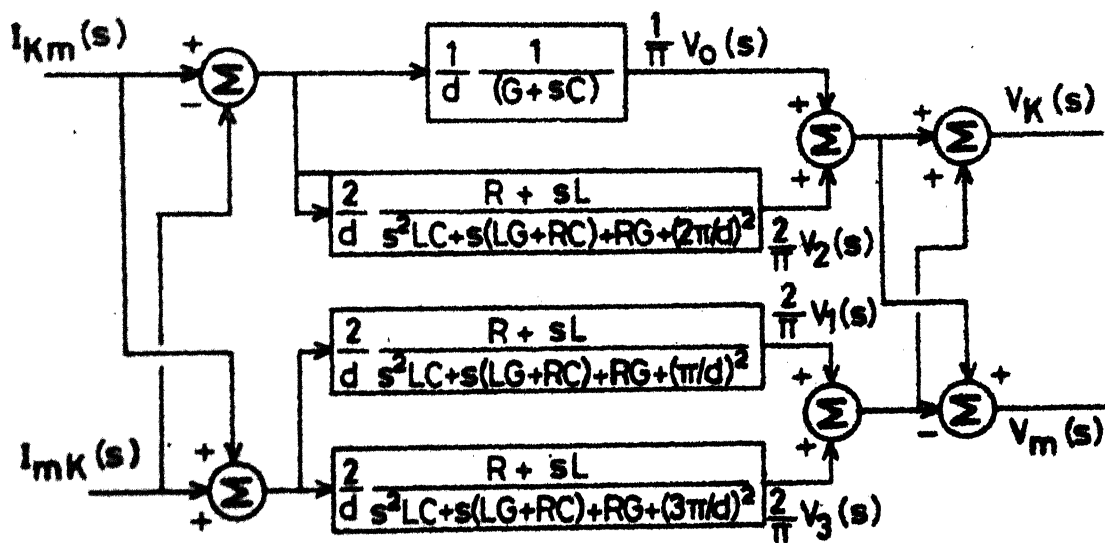 I_Km(s)
+
−
Σ
1/d 1/(G+sC)
1/π V_0(s)
+
+
Σ
+
+
Σ
V_K(s)
2/d (R + sL)/(s²LC+s(LG+RC)+RG+(2π/d)²)
2/π V_2(s)
2/d (R + sL)/(s²LC+s(LG+RC)+RG+(π/d)²)
2/π V_1(s)
+
+
Σ
+
−
Σ
V_m(s)
I_mK(s)
+
+
Σ
2/d (R + sL)/(s²LC+s(LG+RC)+RG+(3π/d)²)
2/π V_3(s)